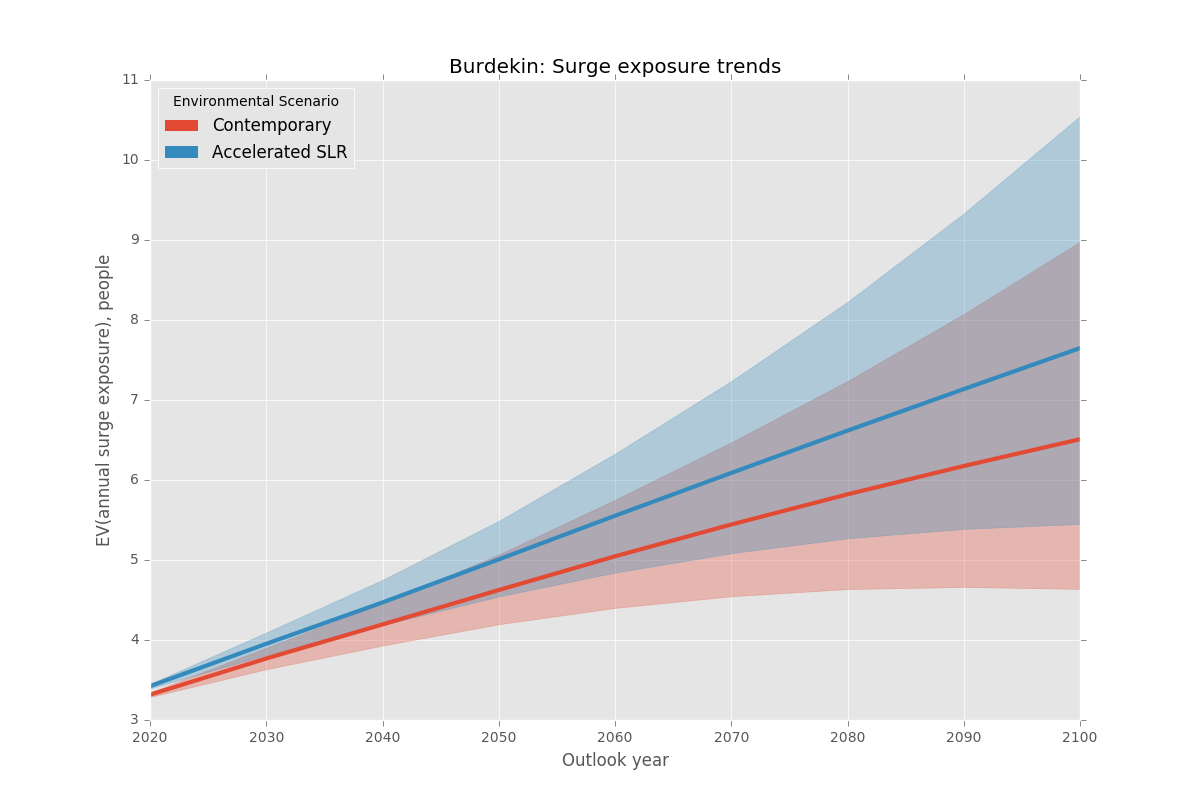 Burdekin: Surge exposure trends
Environmental Scenario
Contemporary
Accelerated SLR
EV(annual surge exposure), people
11
10
9
8
7
6
5
4
3
2020 2030 2040 2050 2060 2070 2080 2090 2100
Outlook year